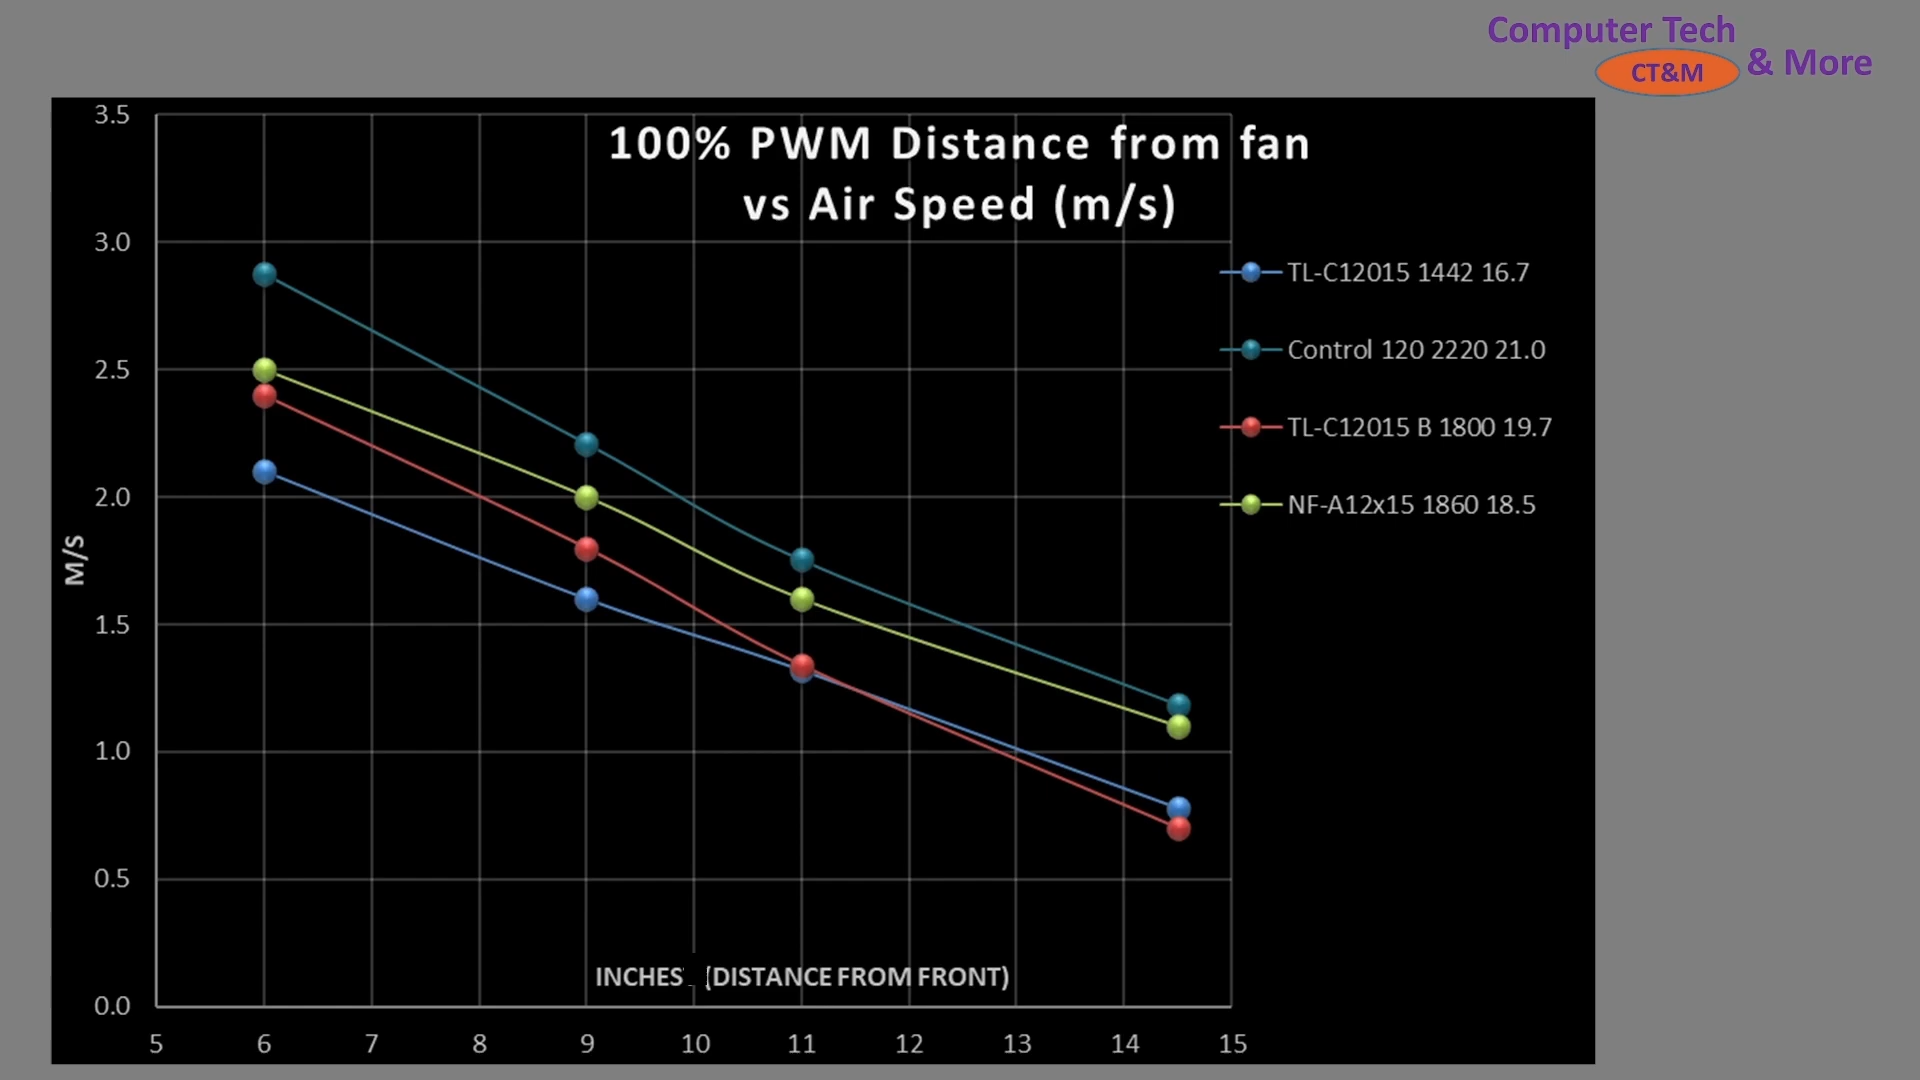 Computer Tech
CT&M
& More
100% PWM Distance from fan
vs Air Speed (m/s)
3.5
3.0
2.5
2.0
1.5
1.0
0.5
0.0
M/s
TL-C12015 1442 16.7
Control 120 2220 21.0
TL-C12015 B 1800 19.7
NF-A12x15 1860 18.5
INCHES (DISTANCE FROM FRONT)
5 6 7 8 9 10 11 12 13 14 15